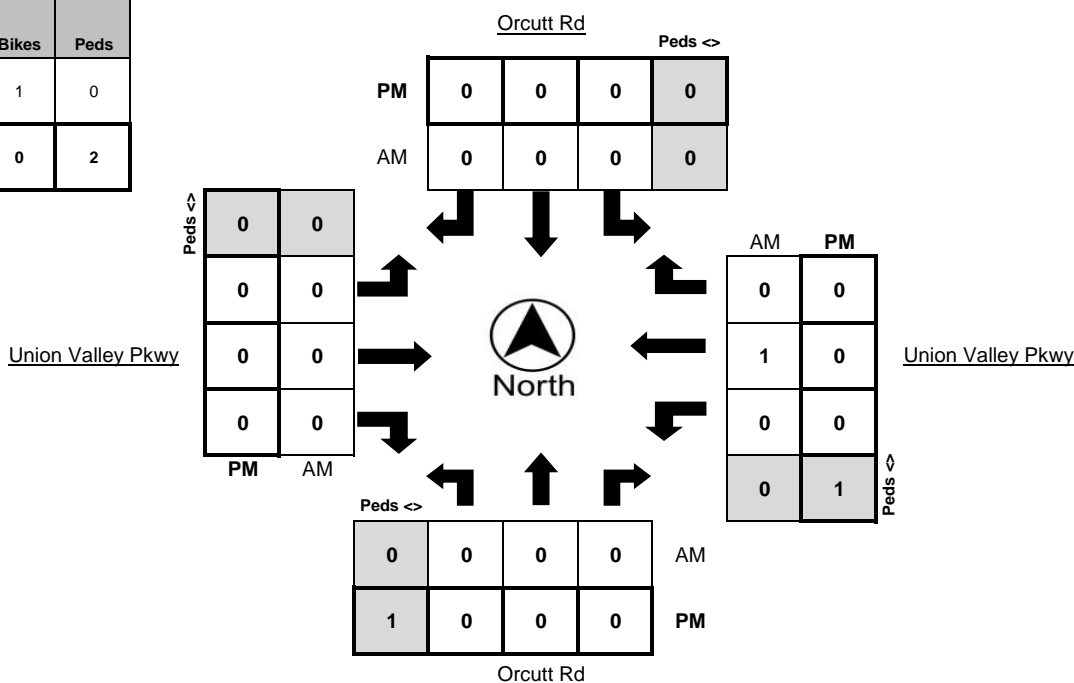 Bikes Peds
1 0
0 2
Orcutt Rd
Peds <>
PM 0 0 0 0
AM 0 0 0 0
Peds <>
0 0
0 0
0 0
0 0
PM AM
Union Valley Pkwy
North
AM PM
0 0
1 0
0 0
0 1
Peds <>
Union Valley Pkwy
Peds <>
0 0 0 0 AM
1 0 0 0 PM
Orcutt Rd